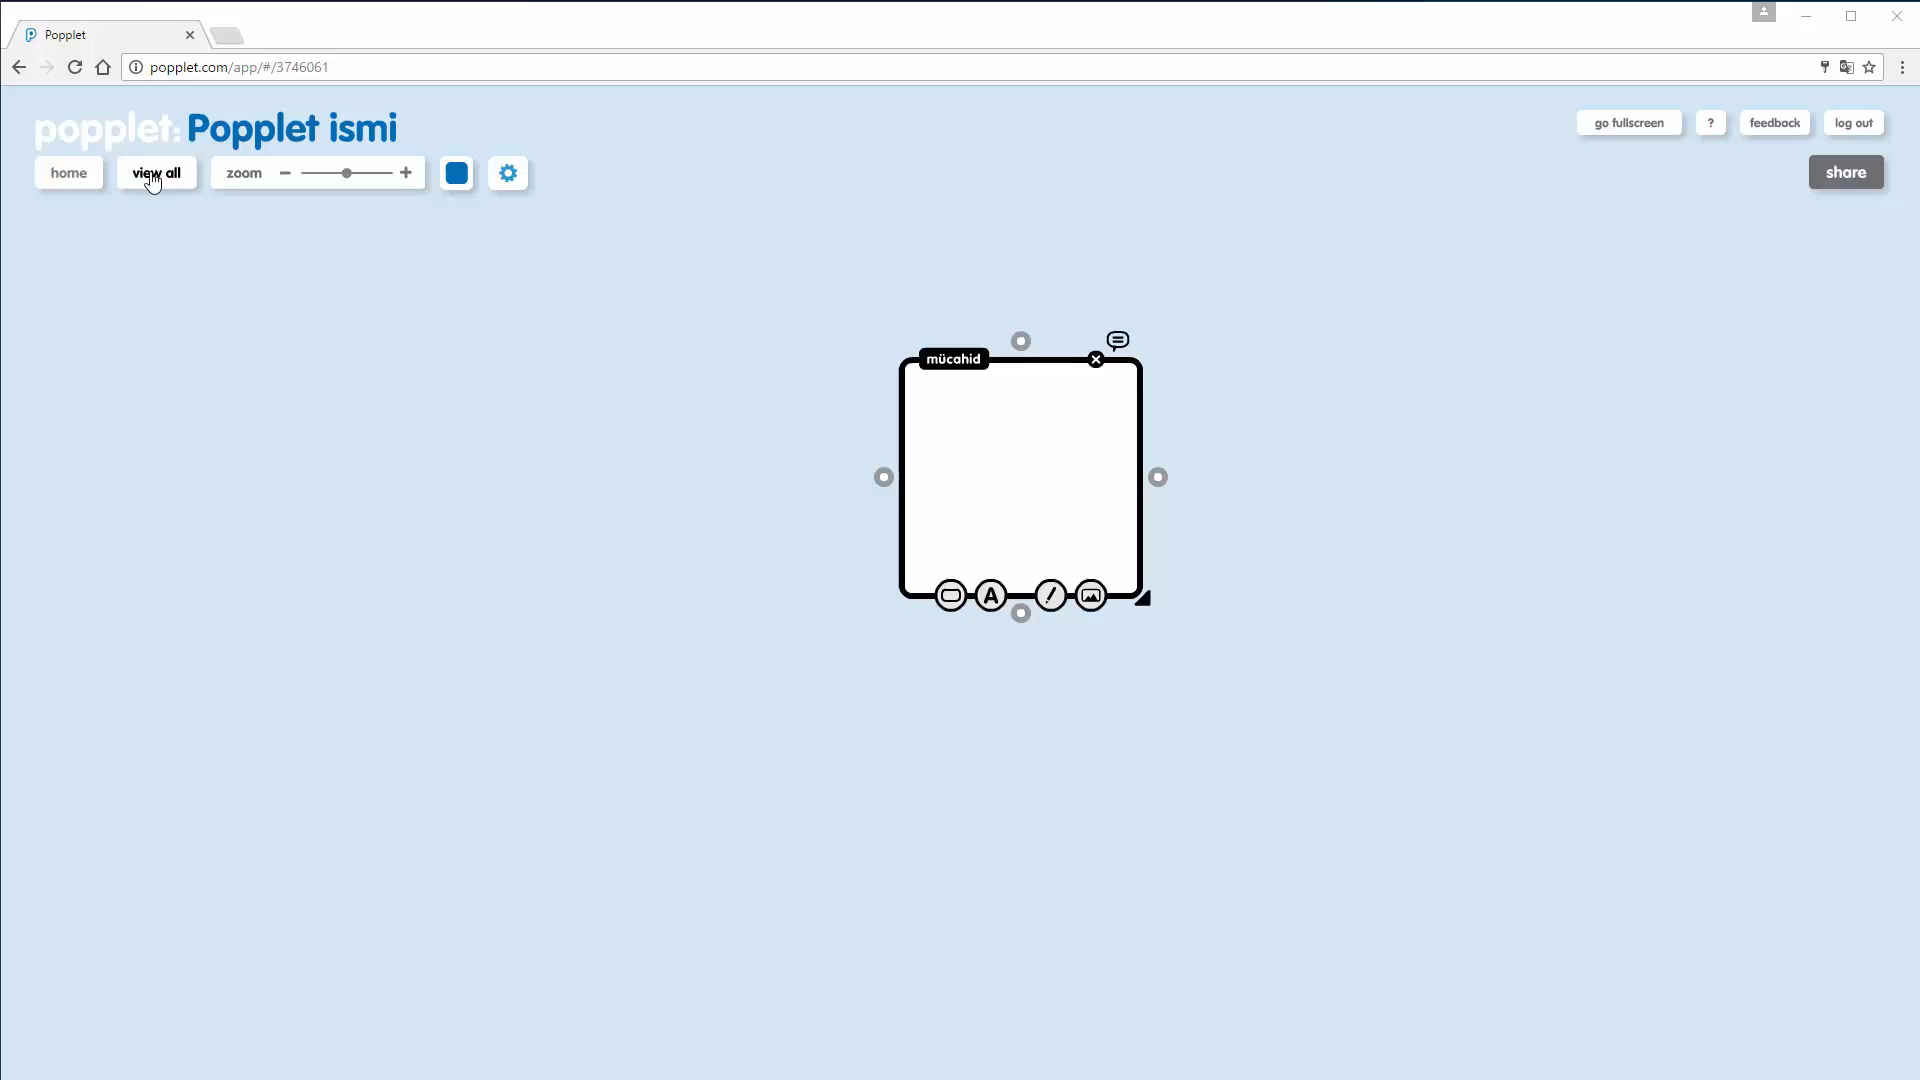 Popplet
popplet.com/app/#/3746061
popplet: Popplet ismi
go fullscreen ? feedback log out
home view all zoom - +
share
mücahid
A